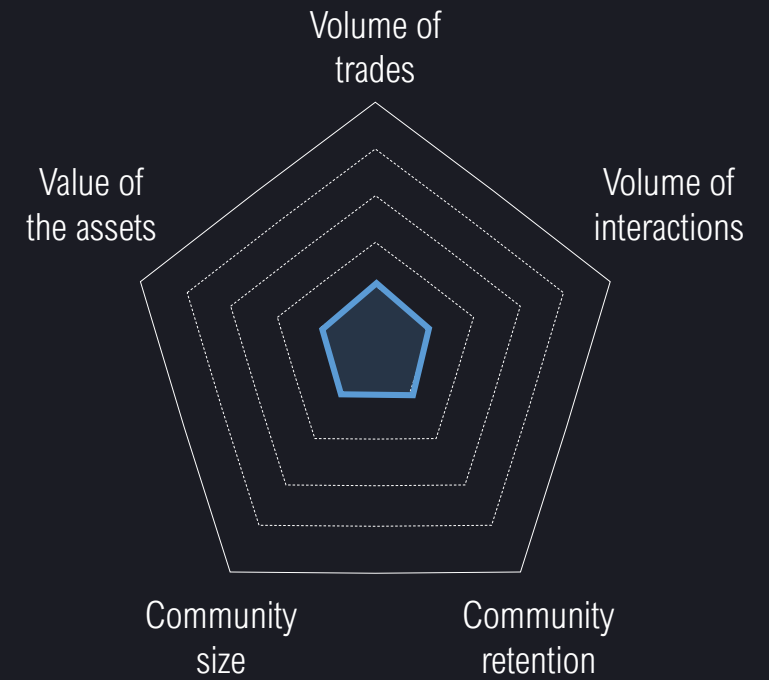 Volume of
trades
Value of
the assets
Volume of
interactions
Community
size
Community
retention